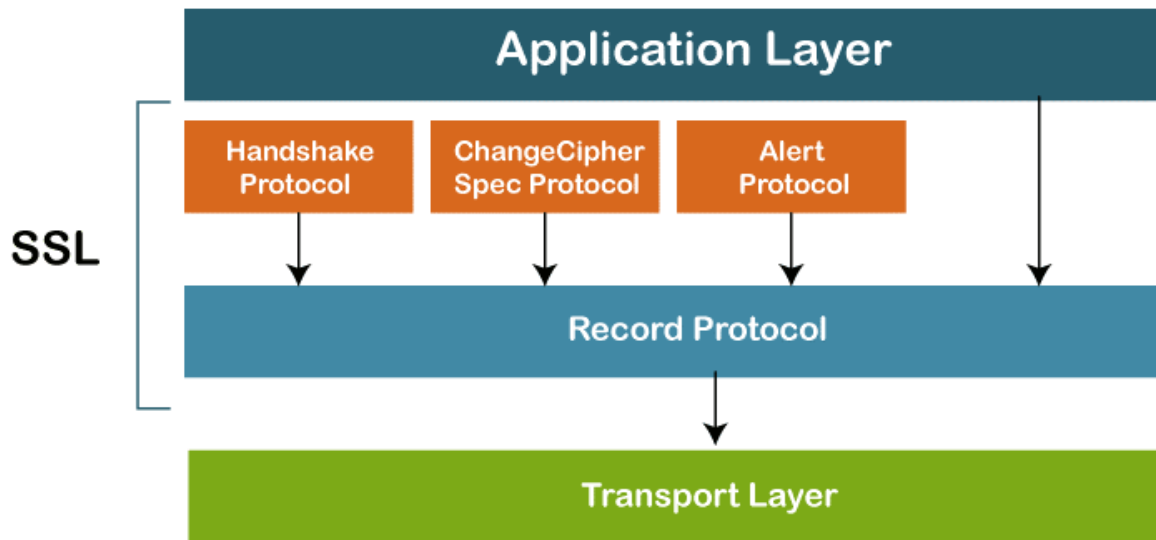 Application Layer
Handshake
Protocol
ChangeCipher
Spec Protocol
Alert
Protocol
SSL
Record Protocol
Transport Layer